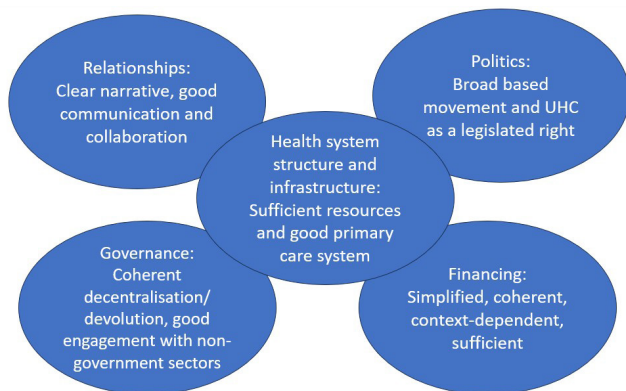 Relationships:
Clear narrative, good
communication and
collaboration
Politics:
Broad based
movement and UHC
as a legislated right
Health system
structure and
infrastructure:
Sufficient resources
and good primary
care system
Governance:
Coherent
decentralisation/
devolution, good
engagement with non-
government sectors
Financing:
Simplified, coherent,
context-dependent,
sufficient